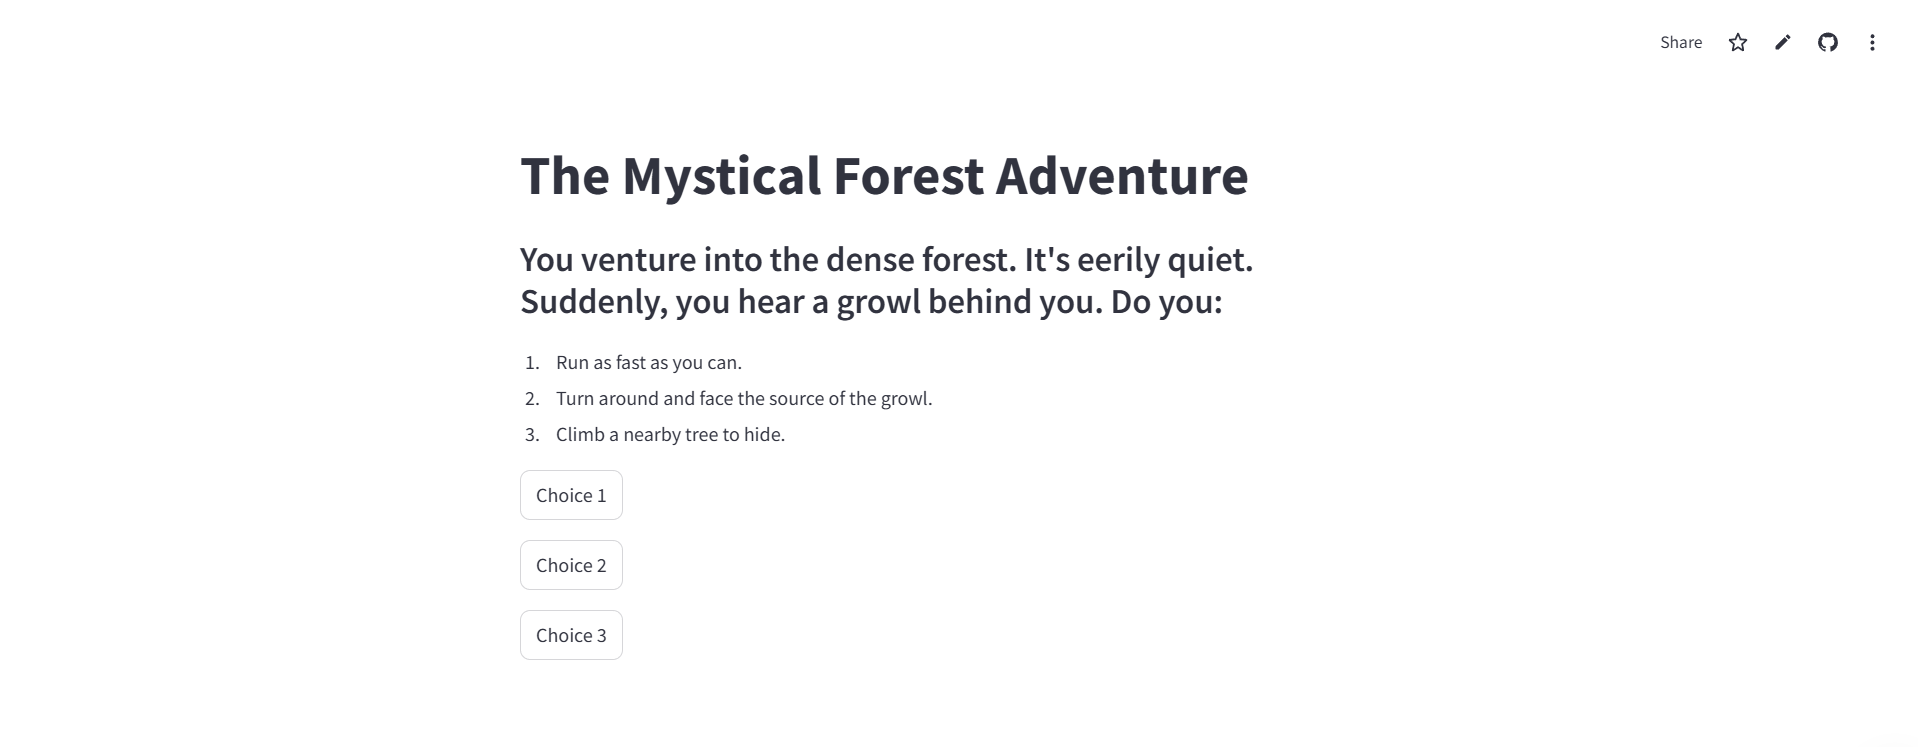 Share
The Mystical Forest Adventure
You venture into the dense forest. It's eerily quiet.
Suddenly, you hear a growl behind you. Do you:
1. Run as fast as you can.
2. Turn around and face the source of the growl.
3. Climb a nearby tree to hide.
Choice 1
Choice 2
Choice 3